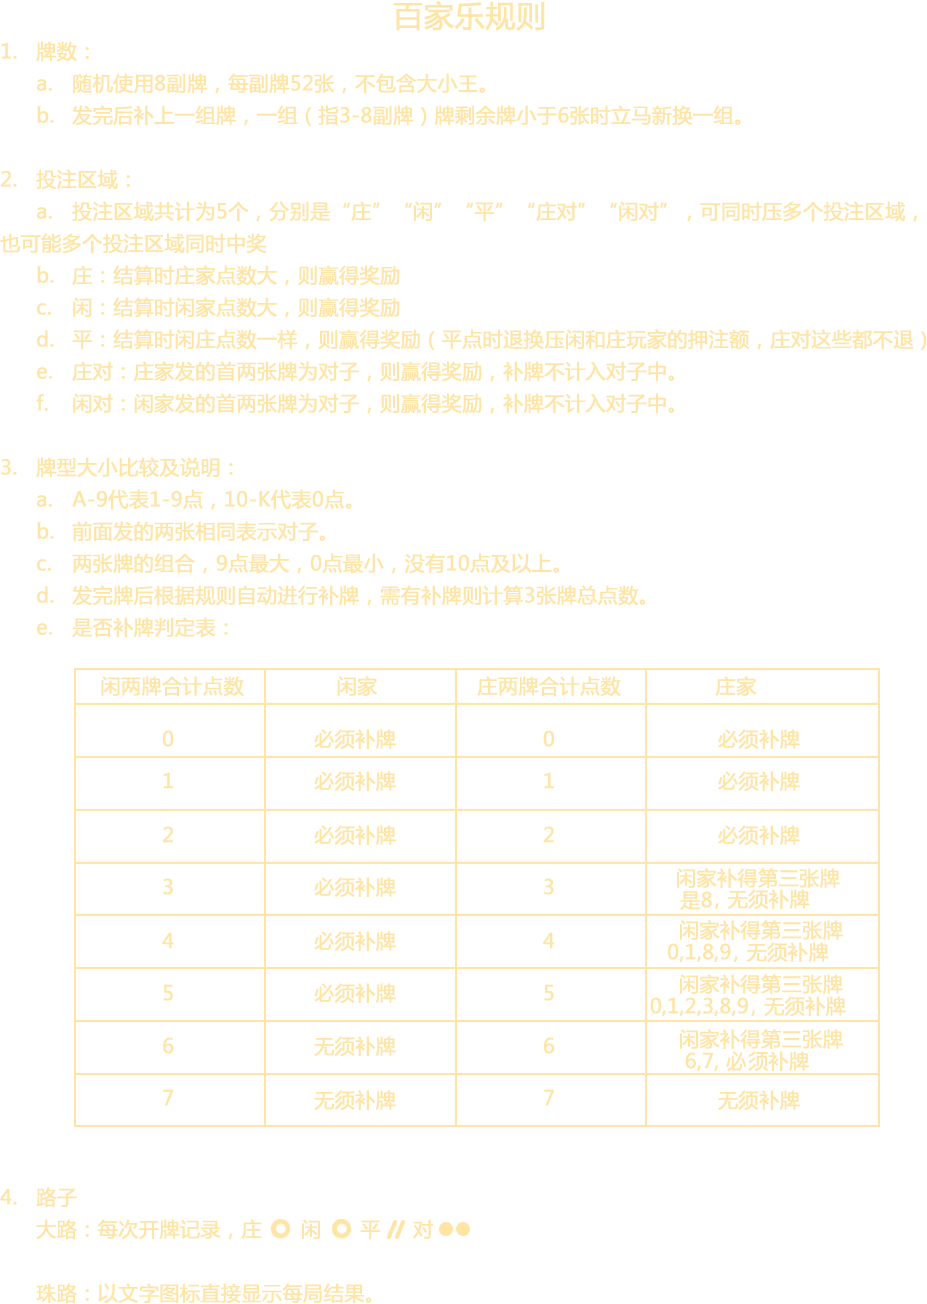 百家乐规则
1. 牌数：
a. 随机使用8副牌，每副牌52张，不包含大小王。
b. 发完后补上一组牌，一组（指3-8副牌）牌剩余牌小于6张时立马新换一组。
2. 投注区域：
a. 投注区域共计为5个，分别是“庄”“闲”“平”“庄对”“闲对”，可同时压多个投注区域，
也可能多个投注区域同时中奖
b. 庄：结算时庄家点数大，则赢得奖励
c. 闲：结算时闲家点数大，则赢得奖励
d. 平：结算时闲庄点数一样，则赢得奖励（平点时退换压闲和庄玩家的押注额，庄对这些都不退）
e. 庄对：庄家发的首两张牌为对子，则赢得奖励，补牌不计入对子中。
f. 闲对：闲家发的首两张牌为对子，则赢得奖励，补牌不计入对子中。
3. 牌型大小比较及说明：
a. A-9代表1-9点，10-K代表0点。
b. 前面发的两张相同表示对子。
c. 两张牌的组合，9点最大，0点最小，没有10点及以上。
d. 发完牌后根据规则自动进行补牌，需有补牌则计算3张牌总点数。
e. 是否补牌判定表：
闲两牌合计点数 闲家 庄两牌合计点数 庄家
0 必须补牌 0 必须补牌
1 必须补牌 1 必须补牌
2 必须补牌 2 必须补牌
3 必须补牌 3 闲家补得第三张牌
是8, 无须补牌
4 必须补牌 4 闲家补得第三张牌
0,1,8,9, 无须补牌
5 必须补牌 5 闲家补得第三张牌
0,1,2,3,8,9, 无须补牌
6 无须补牌 6 闲家补得第三张牌
6,7, 必须补牌
7 无须补牌 7 无须补牌
4. 路子
大路：每次开牌记录，庄 闲 平 对
珠路：以文字图标直接显示每局结果。